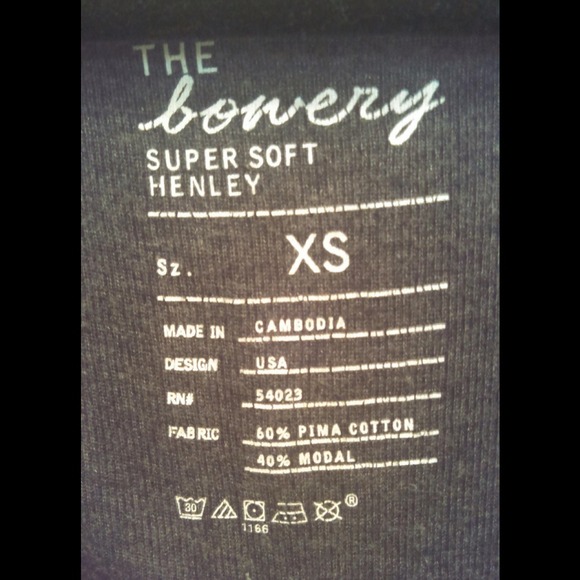 THE
bowery
SUPER SOFT
HENLEY
Sz. XS
MADE IN CAMBODIA
DESIGN USA
RN# 54023
FABRIC 60% PIMA COTTON
40% MODAL
30 ®
1166